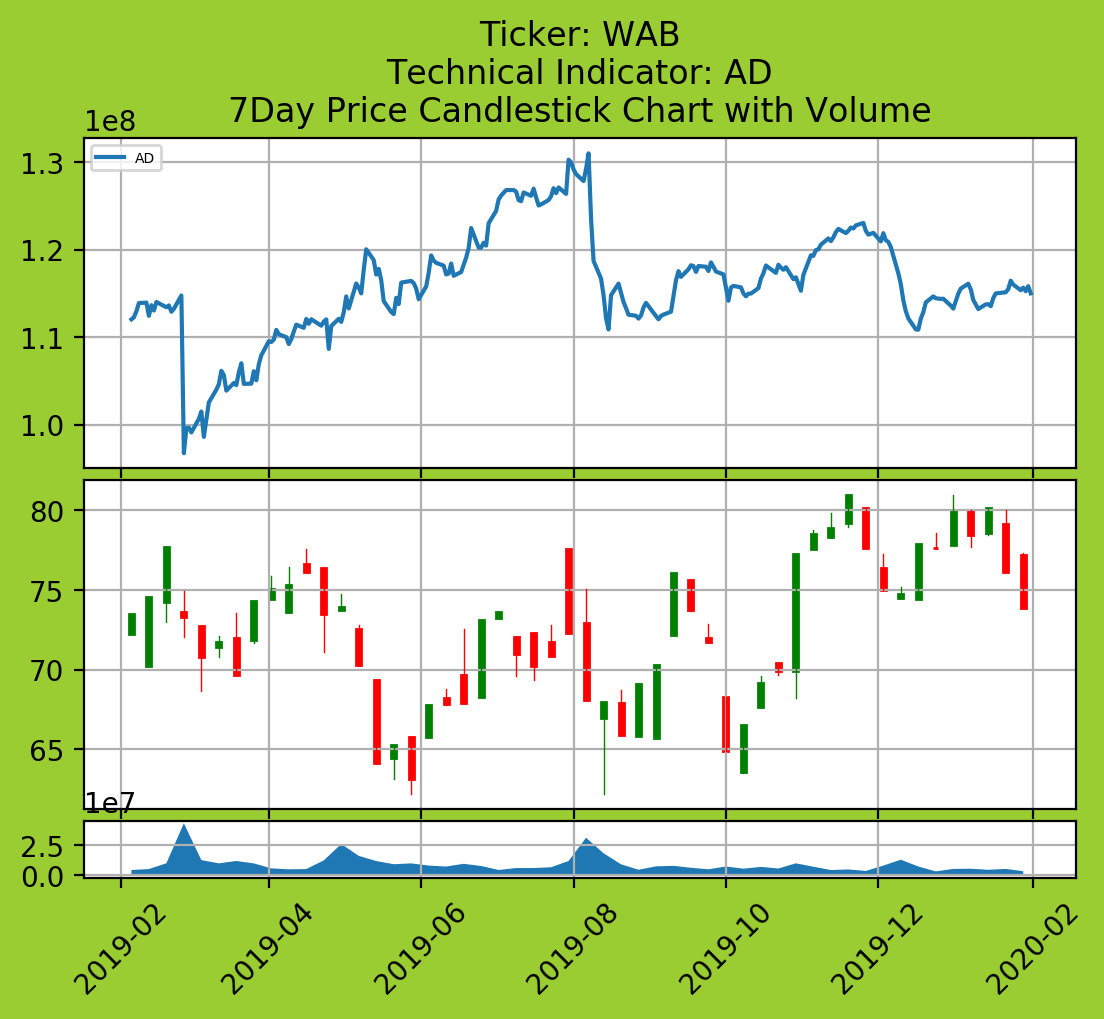 Ticker: WAB
Technical Indicator: AD
7Day Price Candlestick Chart with Volume
1e8
AD
1.3
1.2
1.1
1.0
80
75
70
65
1e7
2.5
0.0
2019-02 2019-04 2019-06 2019-08 2019-10 2019-12 2020-02